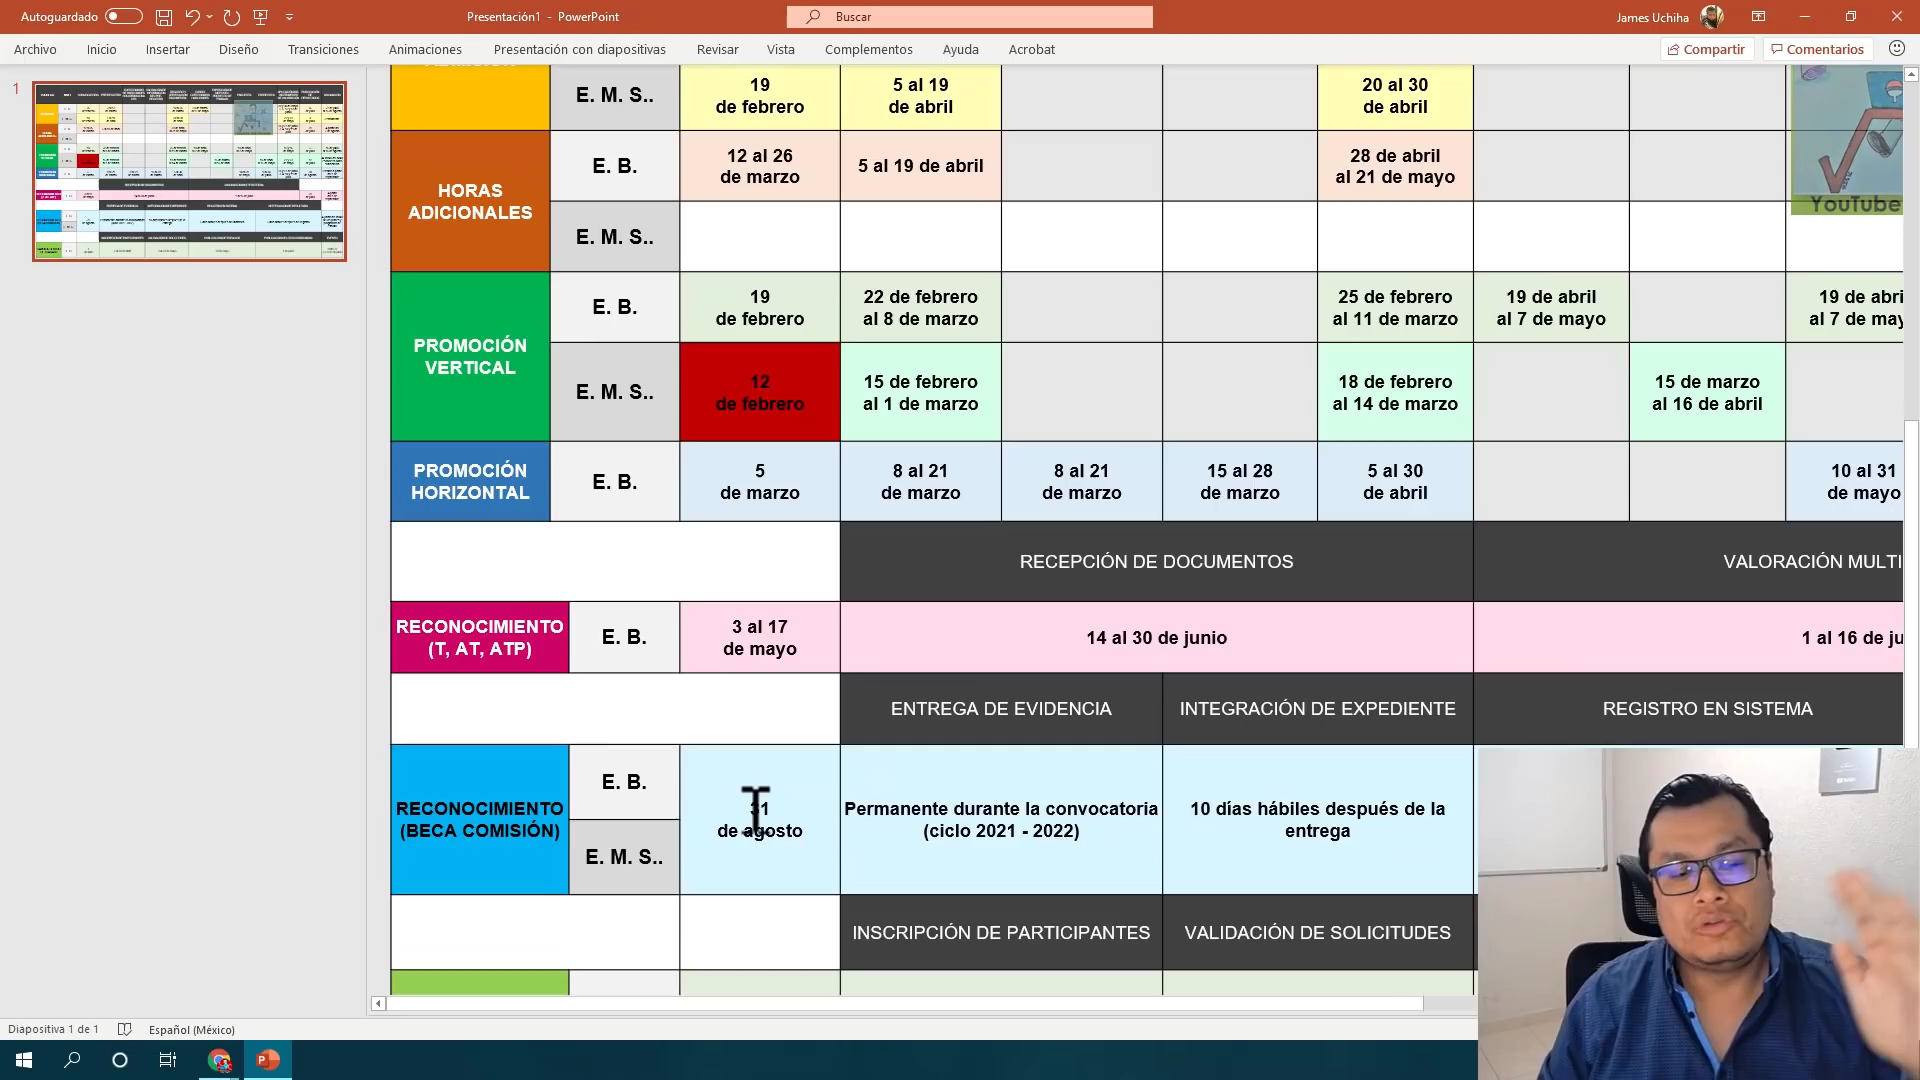 Autoguardado
Presentación1 - PowerPoint
Buscar
James Uchiha
Archivo
Inicio
Insertar
Diseño
Transiciones
Animaciones
Presentación con diapositivas
Revisar
Vista
Complementos
Ayuda
Acrobat
Compartir
Comentarios
1
E. M. S..
19
de febrero
5 al 19
de abril
20 al 30
de abril
HORAS
ADICIONALES
E. B.
12 al 26
de marzo
5 al 19 de abril
28 de abril
al 21 de mayo
YouTube
E. M. S..
PROMOCIÓN
VERTICAL
E. B.
19
de febrero
22 de febrero
al 8 de marzo
25 de febrero
al 11 de marzo
19 de abril
al 7 de mayo
19 de abri
al 7 de may
E. M. S..
12
de febrero
15 de febrero
al 1 de marzo
18 de febrero
al 14 de marzo
15 de marzo
al 16 de abril
PROMOCIÓN
HORIZONTAL
E. B.
5
de marzo
8 al 21
de marzo
8 al 21
de marzo
15 al 28
de marzo
5 al 30
de abril
10 al 31
de mayo
RECEPCIÓN DE DOCUMENTOS
VALORACIÓN MULTI
RECONOCIMIENTO
(T, AT, ATP)
E. B.
3 al 17
de mayo
14 al 30 de junio
1 al 16 de ju
ENTREGA DE EVIDENCIA
INTEGRACIÓN DE EXPEDIENTE
REGISTRO EN SISTEMA
RECONOCIMIENTO
(BECA COMISIÓN)
E. B.
E. M. S..
31
de agosto
Permanente durante la convocatoria
(ciclo 2021 - 2022)
10 días hábiles después de la
entrega
INSCRIPCIÓN DE PARTICIPANTES
VALIDACIÓN DE SOLICITUDES
Diapositiva 1 de 1
Español (México)